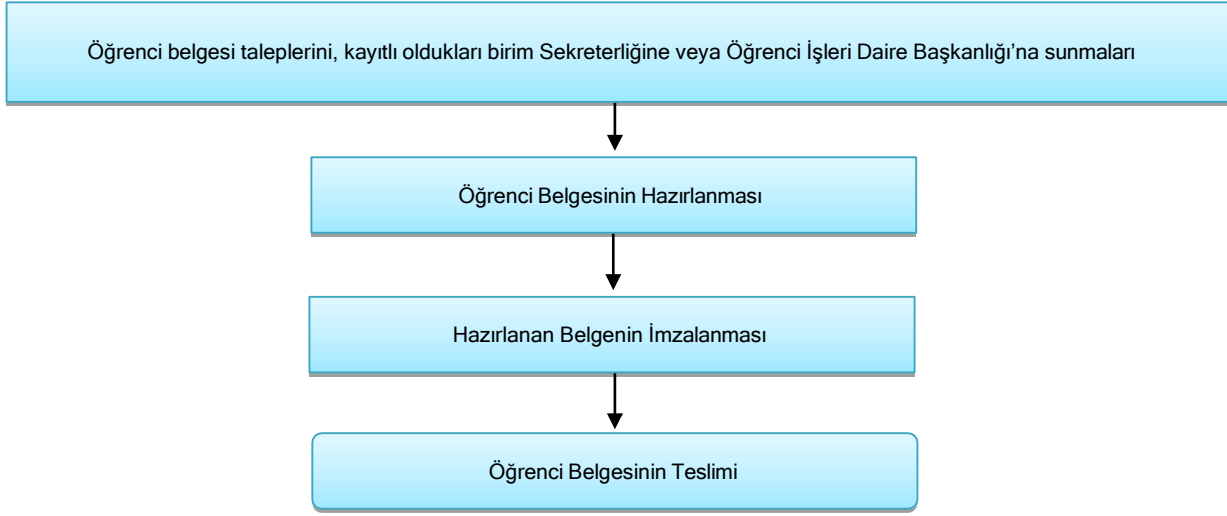 Öğrenci belgesi taleplerini, kayıtlı oldukları birim Sekreterliğine veya Öğrenci İşleri Daire Başkanlığı’na sunmaları
Öğrenci Belgesinin Hazırlanması
Hazırlanan Belgenin İmzalanması
Öğrenci Belgesinin Teslimi